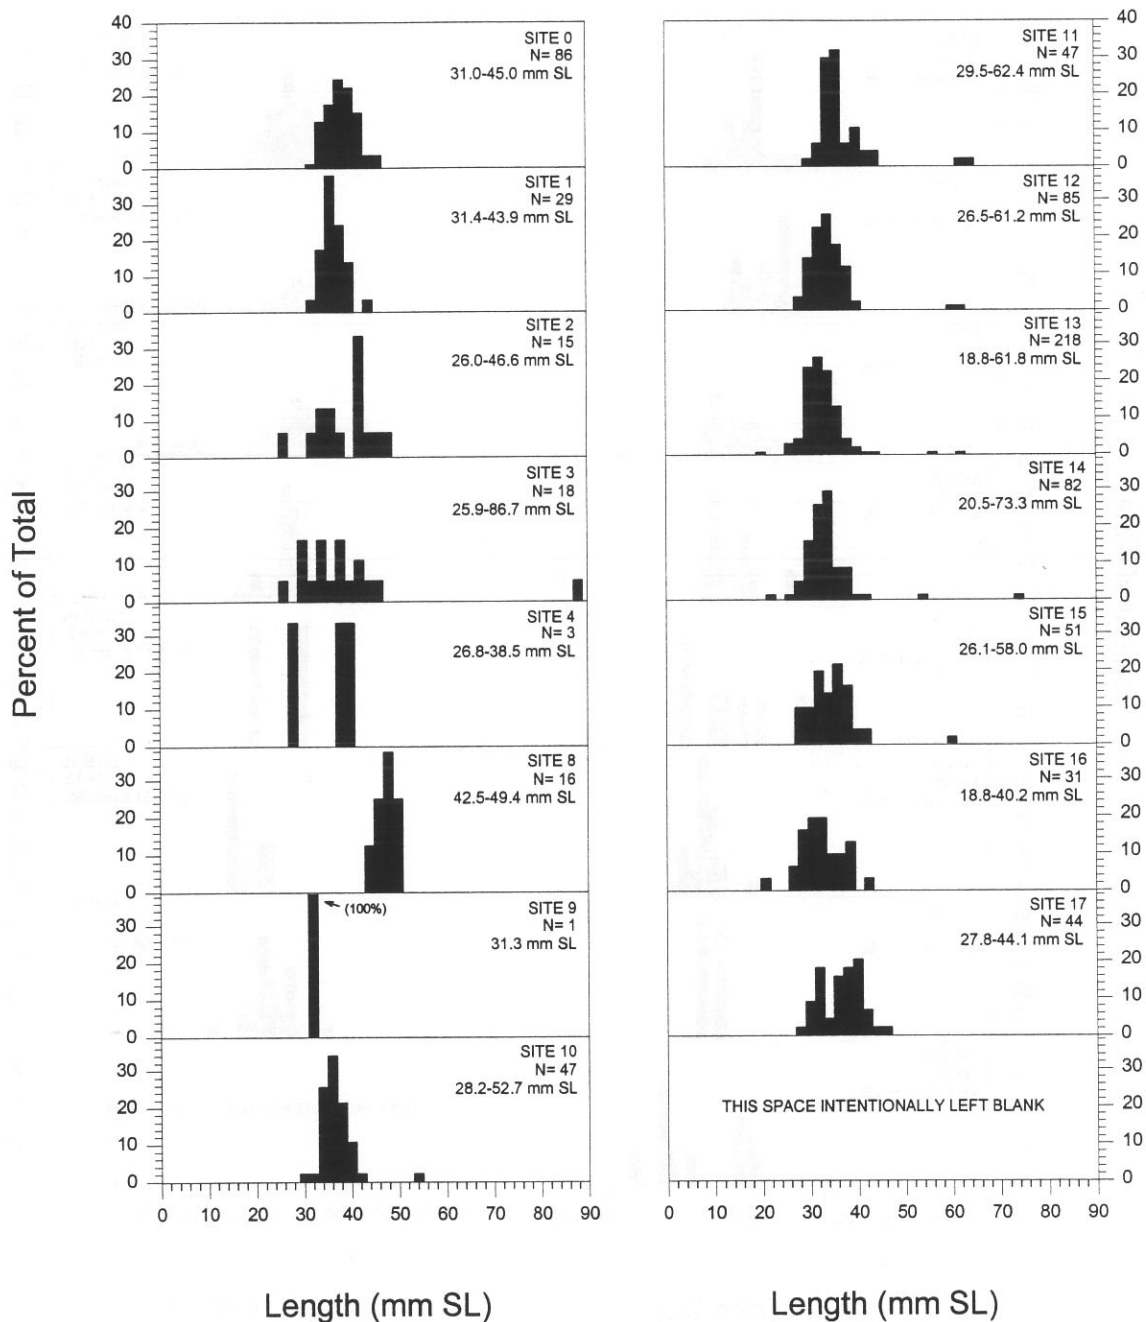 Percent of Total
40
30
20
10
0
SITE 0
N= 86
31.0-45.0 mm SL
30
20
10
0
SITE 1
N= 29
31.4-43.9 mm SL
30
20
10
0
SITE 2
N= 15
26.0-46.6 mm SL
30
20
10
0
SITE 3
N= 18
25.9-86.7 mm SL
30
20
10
0
SITE 4
N= 3
26.8-38.5 mm SL
30
20
10
0
SITE 8
N= 16
42.5-49.4 mm SL
30
20
10
0
(100%)
SITE 9
N= 1
31.3 mm SL
30
20
10
0
SITE 10
N= 47
28.2-52.7 mm SL
0 10 20 30 40 50 60 70 80 90
Length (mm SL)
SITE 11
N= 47
29.5-62.4 mm SL
40
30
20
10
0
SITE 12
N= 85
26.5-61.2 mm SL
30
20
10
0
SITE 13
N= 218
18.8-61.8 mm SL
30
20
10
0
SITE 14
N= 82
20.5-73.3 mm SL
30
20
10
0
SITE 15
N= 51
26.1-58.0 mm SL
30
20
10
0
SITE 16
N= 31
18.8-40.2 mm SL
30
20
10
0
SITE 17
N= 44
27.8-44.1 mm SL
30
20
10
0
THIS SPACE INTENTIONALLY LEFT BLANK
30
20
10
0
0 10 20 30 40 50 60 70 80 90
Length (mm SL)